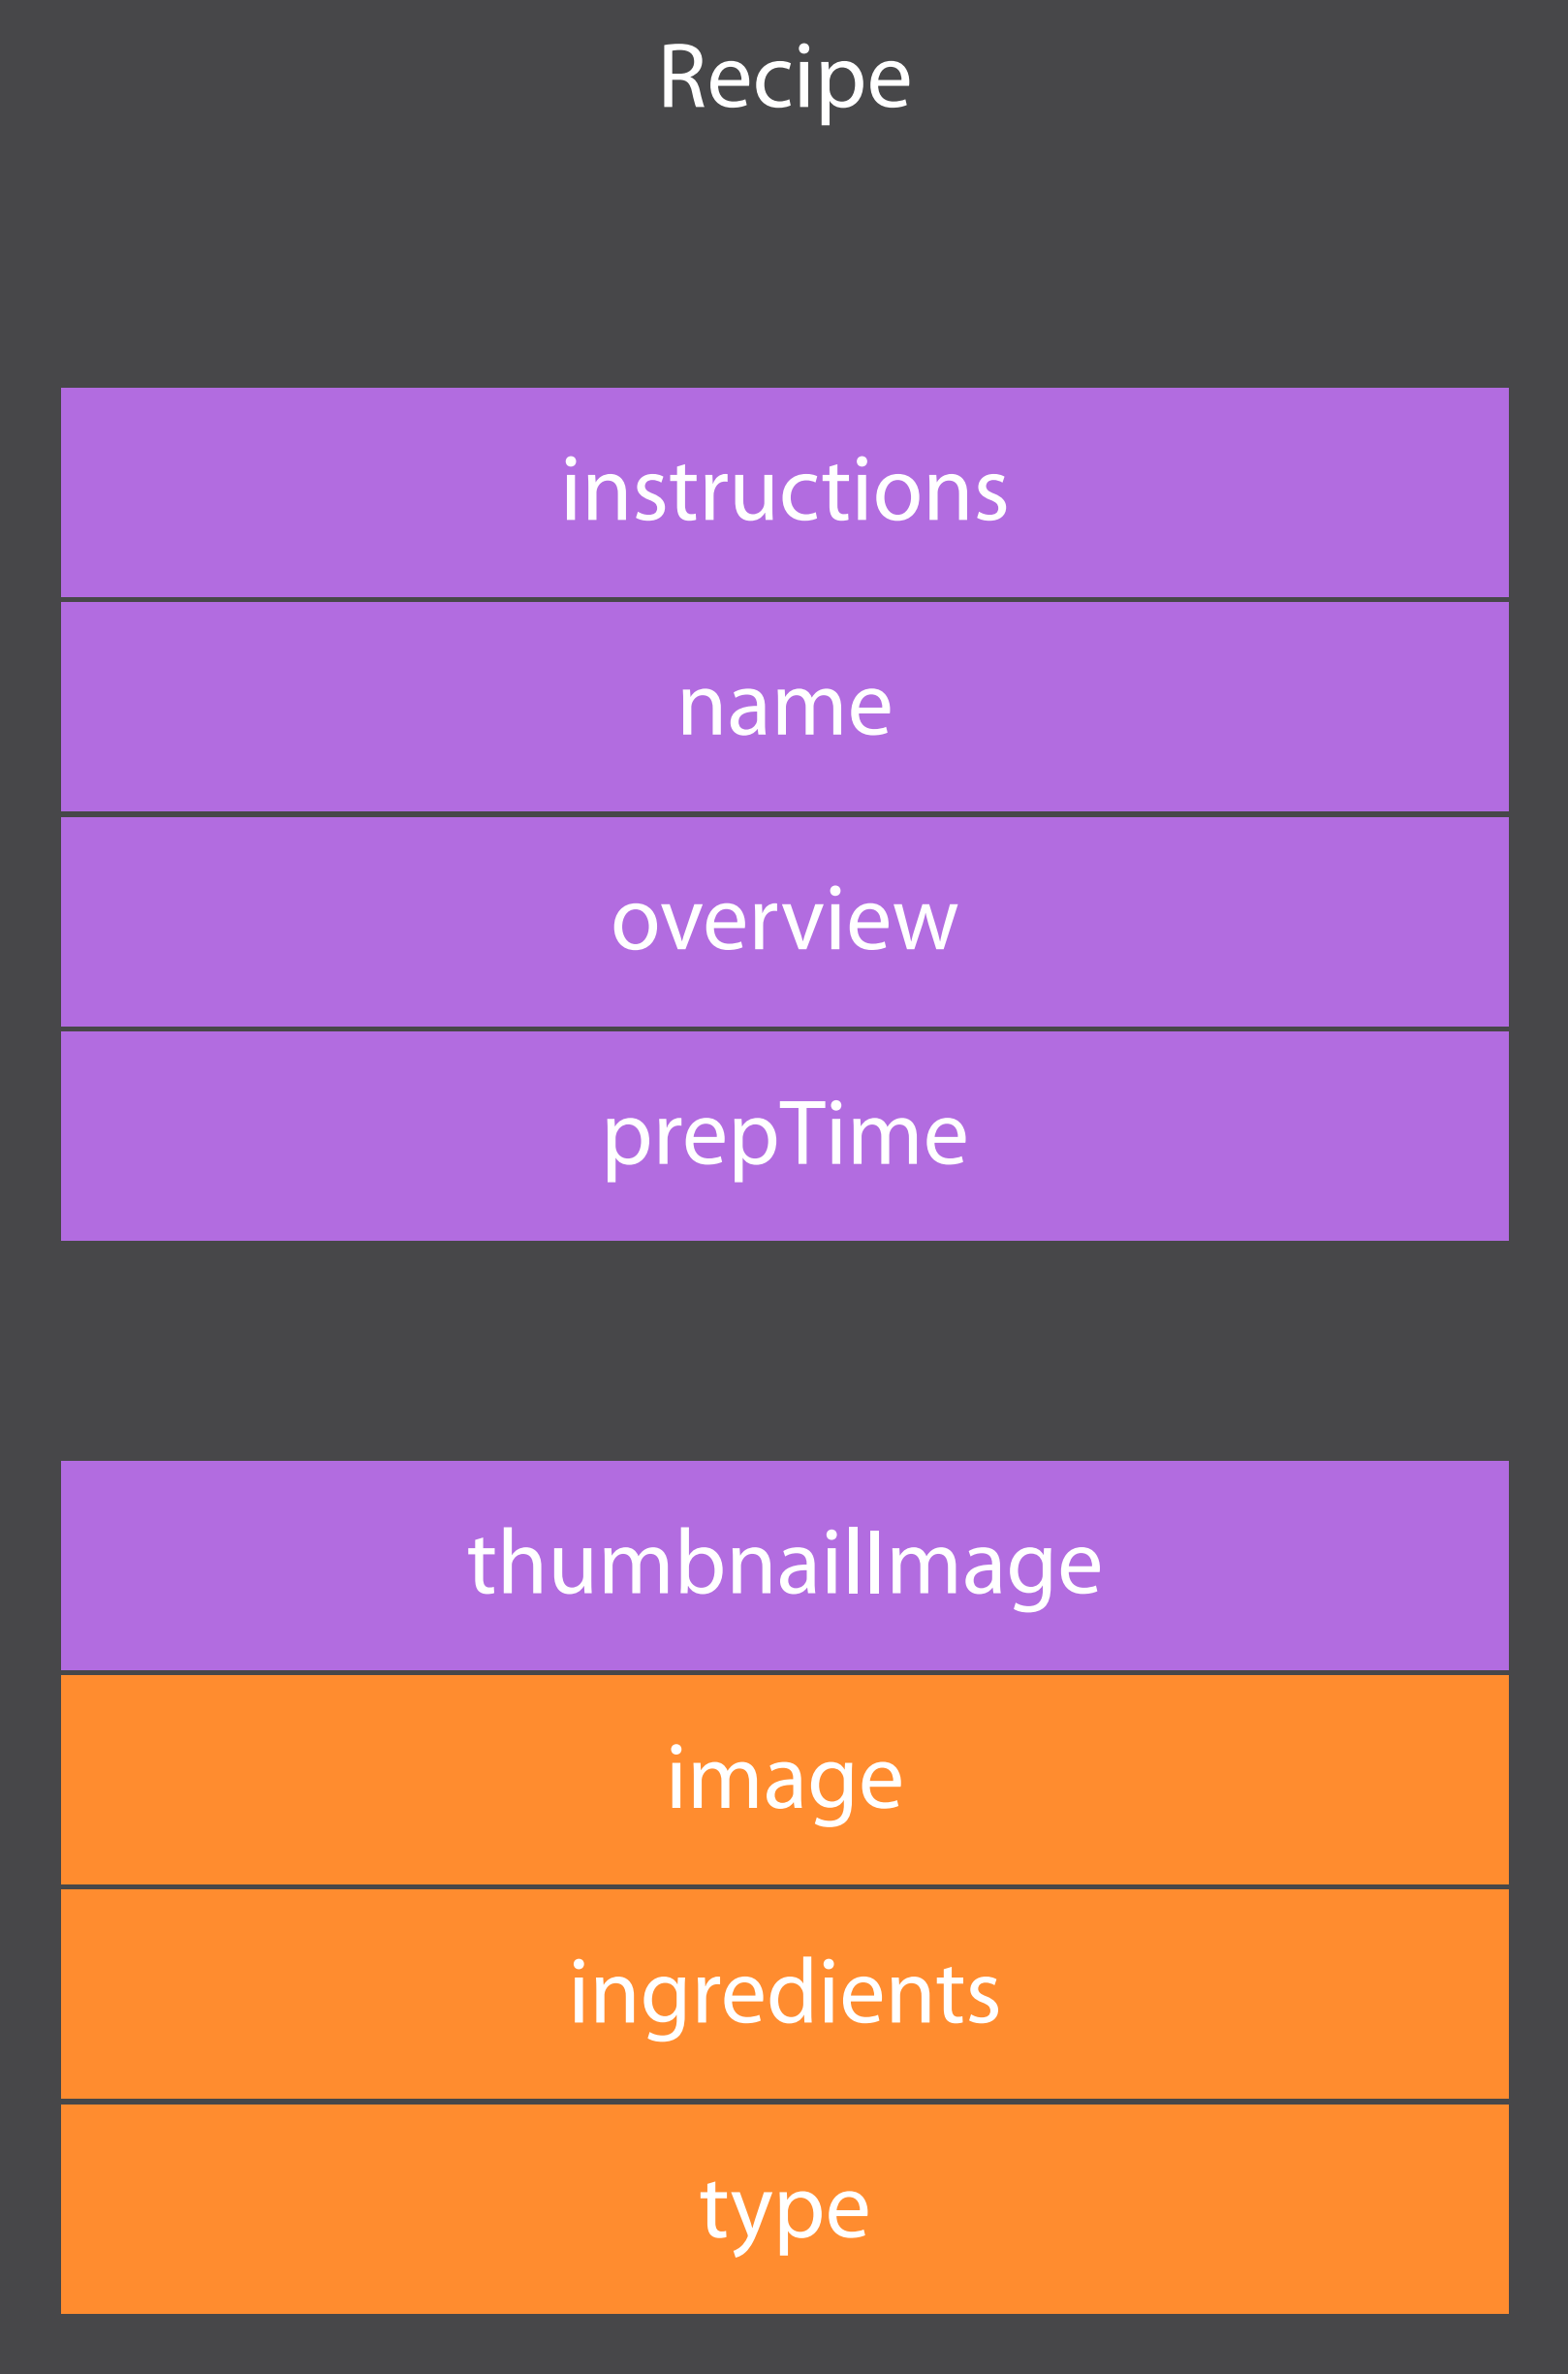 Recipe
instructions
name
overview
prepTime
thumbnailImage
image
ingredients
type